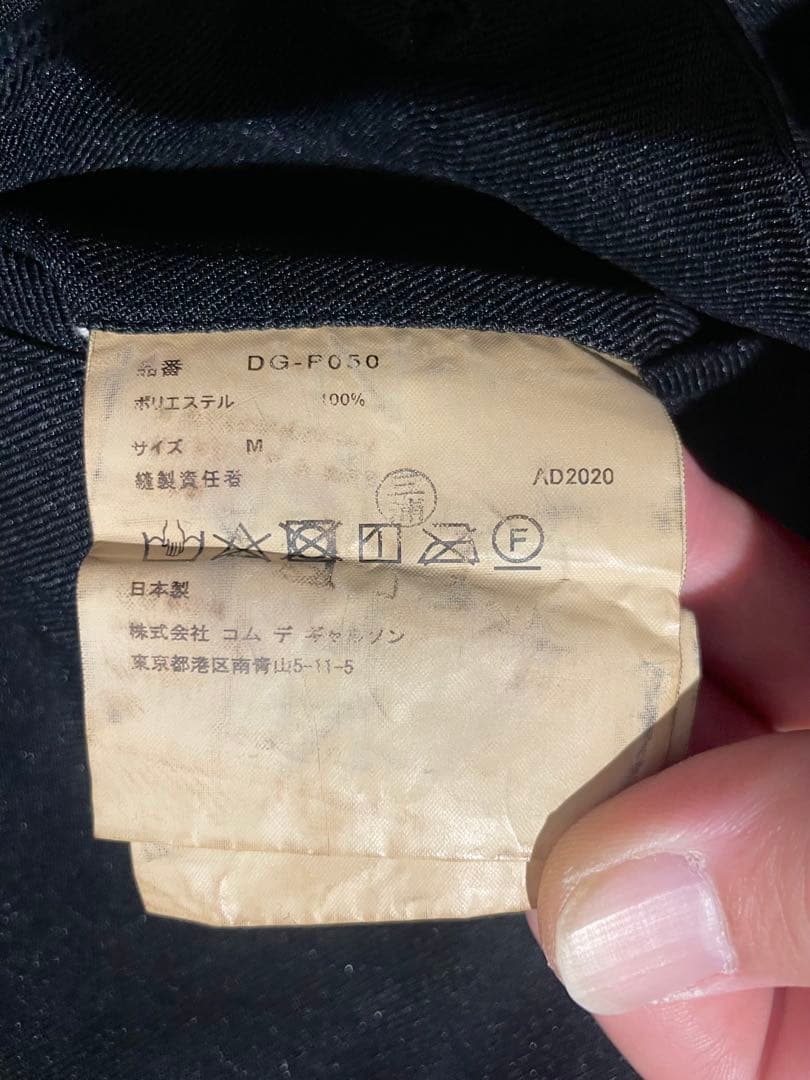 品番 DG-P050
ポリエステル 100%
サイズ M
縫製責任者 三浦 AD2020
F
日本製
株式会社 コム デ ギャルソン
東京都港区南青山5-11-5